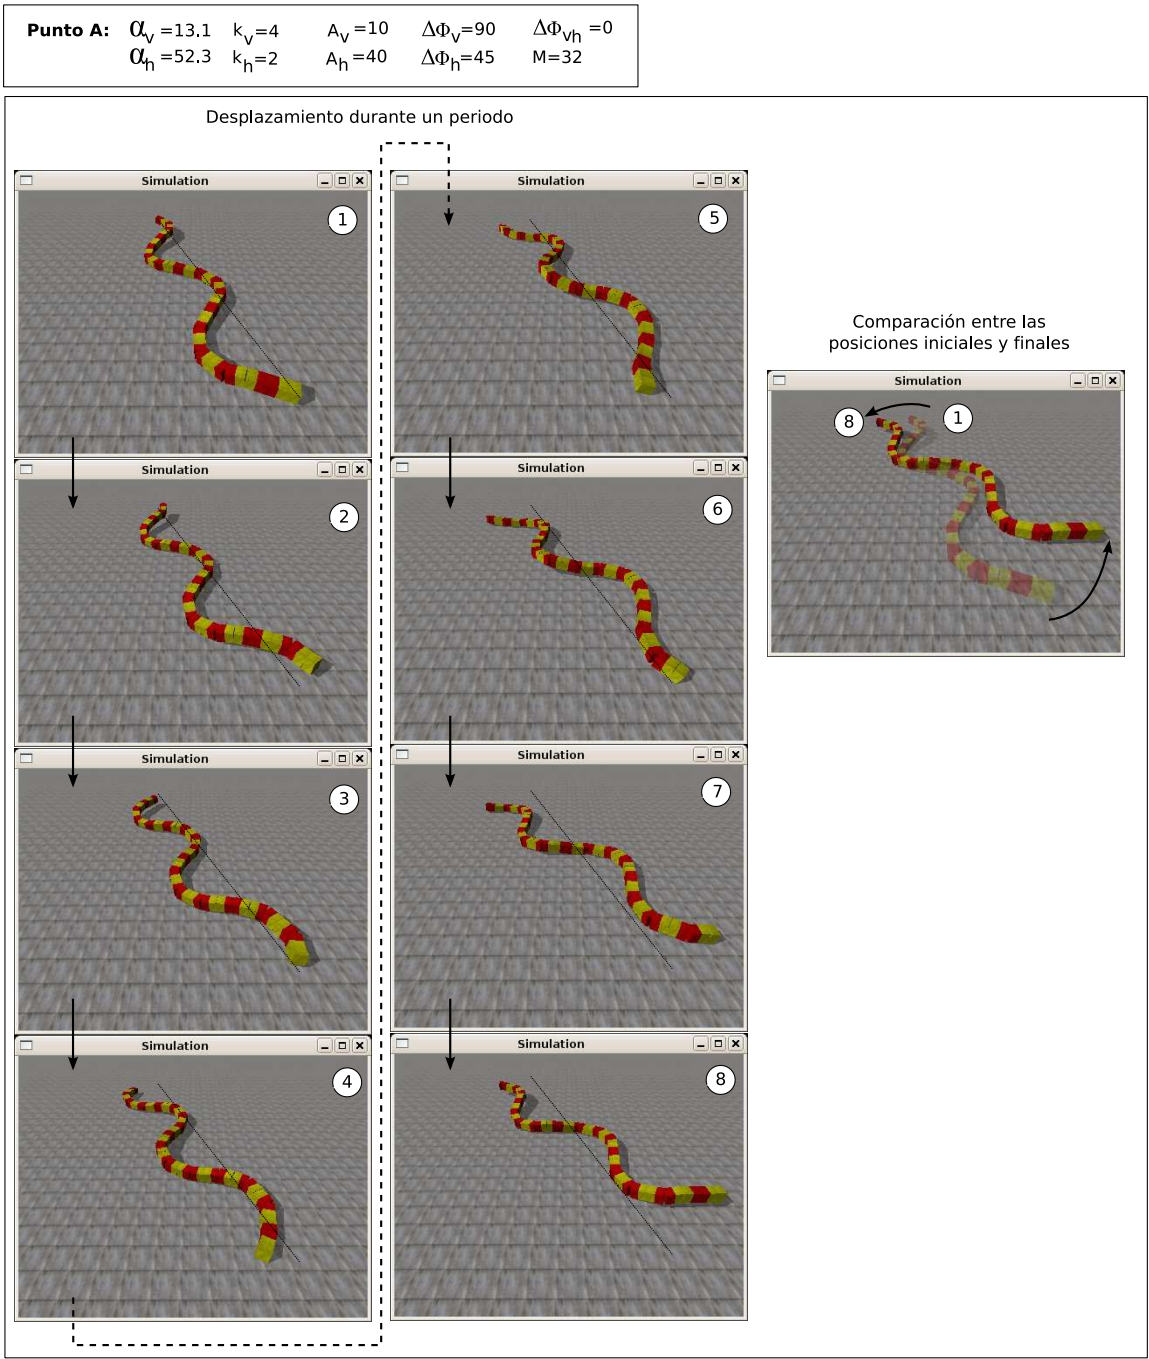 Punto A: αv =13.1 kv=4 Av=10 ΔΦv=90 ΔΦvh =0
αh=52.3 kh=2 Ah=40 ΔΦh=45 M=32
Desplazamiento durante un periodo
Simulation
1
Simulation
2
Simulation
3
Simulation
4
Simulation
5
Simulation
6
Simulation
7
Simulation
8
Comparación entre las
posiciones iniciales y finales
Simulation
8
1